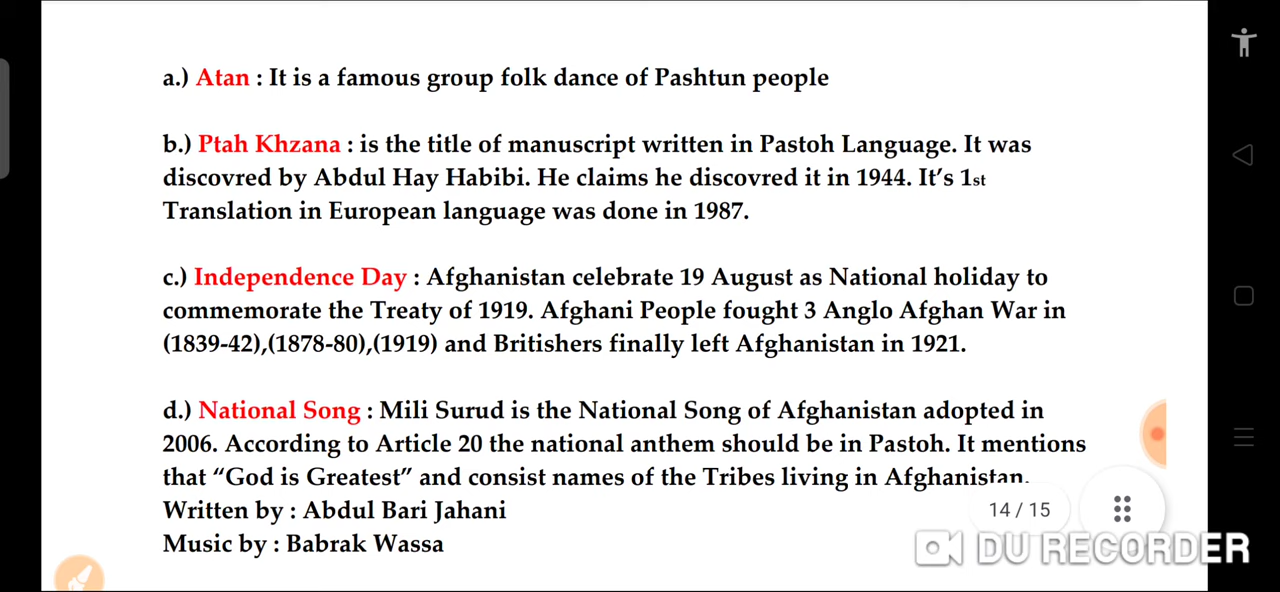 a.) Atan : It is a famous group folk dance of Pashtun people
b.) Ptah Khzana : is the title of manuscript written in Pastoh Language. It was
discovred by Abdul Hay Habibi. He claims he discovred it in 1944. It's 1st
Translation in European language was done in 1987.
c.) Independence Day : Afghanistan celebrate 19 August as National holiday to
commemorate the Treaty of 1919. Afghani People fought 3 Anglo Afghan War in
(1839-42),(1878-80),(1919) and Britishers finally left Afghanistan in 1921.
d.) National Song : Mili Surud is the National Song of Afghanistan adopted in
2006. According to Article 20 the national anthem should be in Pastoh. It mentions
that “God is Greatest” and consist names of the Tribes living in Afghanistan.
Written by : Abdul Bari Jahani
14 / 15
Music by : Babrak Wassa
DU RECORDER